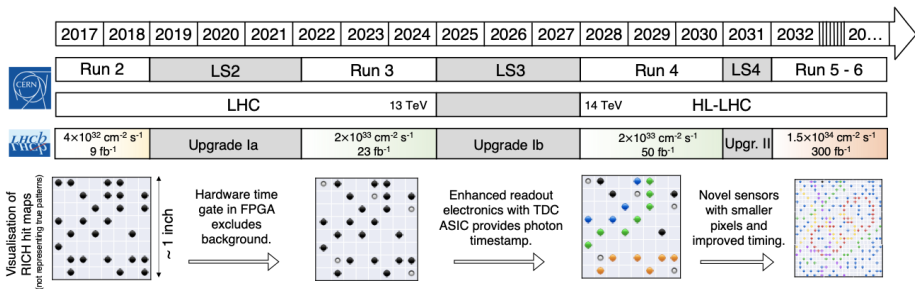 2017 2018 2019 2020 2021 2022 2023 2024 2025 2026 2027 2028 2029 2030 2031 2032 20...
CERN
Run 2 LS2 Run 3 LS3 Run 4 LS4 Run 5 - 6
LHC 13 TeV 14 TeV HL-LHC
LHCb
4×10³² cm⁻² s⁻¹ Upgrade Ia 2×10³³ cm⁻² s⁻¹ Upgrade Ib 2×10³³ cm⁻² s⁻¹ Upgr. II 1.5×10³⁴ cm⁻² s⁻¹
9 fb⁻¹ 23 fb⁻¹ 50 fb⁻¹ 300 fb⁻¹
Visualisation of
RICH hit maps
(not representing true patterns)
~ 1 inch
Hardware time
gate in FPGA
excludes
background.
Enhanced readout
electronics with TDC
ASIC provides photon
timestamp.
Novel sensors
with smaller
pixels and
improved timing.